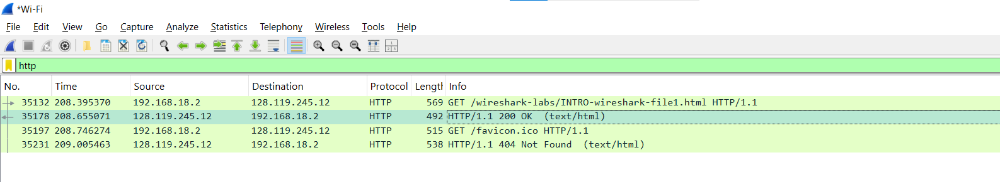 *Wi-Fi
File Edit View Go Capture Analyze Statistics Telephony Wireless Tools Help
http
No. Time Source Destination Protocol Length Info
35132 208.395370 192.168.18.2 128.119.245.12 HTTP 569 GET /wireshark-labs/INTRO-wireshark-file1.html HTTP/1.1
35178 208.655071 128.119.245.12 192.168.18.2 HTTP 492 HTTP/1.1 200 OK (text/html)
35197 208.746274 192.168.18.2 128.119.245.12 HTTP 515 GET /favicon.ico HTTP/1.1
35231 209.005463 128.119.245.12 192.168.18.2 HTTP 538 HTTP/1.1 404 Not Found (text/html)